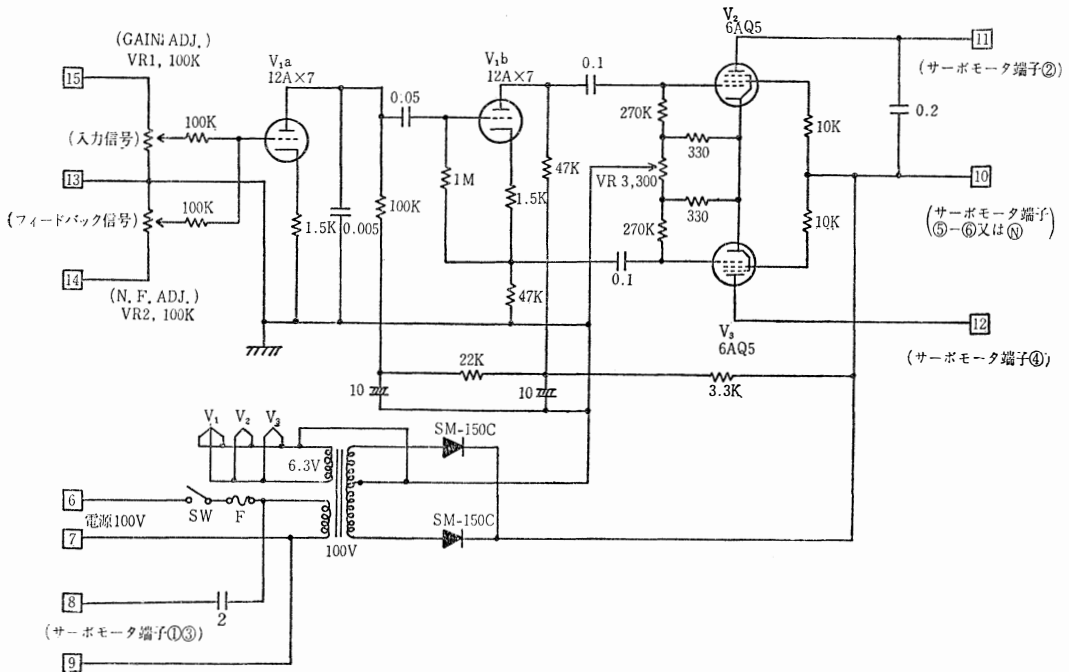 (GAIN ADJ.)
VR1, 100K
15
(入力信号)
100K
13
(フィードバック信号)
100K
14
(N. F. ADJ.)
VR2, 100K
V1a
12A×7
1.5K
0.005
100K
0.05
V1b
12A×7
1M
1.5K
47K
47K
0.1
0.1
270K
330
VR 3,300
330
270K
V2
6AQ5
V3
6AQ5
10K
10K
0.2
11
(サーボモータ端子②)
10
(サーボモータ端子
⑤-⑥又はⓃ)
12
(サーボモータ端子④)
22K
3.3K
10
10
V1
V2
V3
6.3V
SM-150C
SM-150C
6
SW
F
電源100V
7
100V
8
2
(サーボモータ端子①③)
9